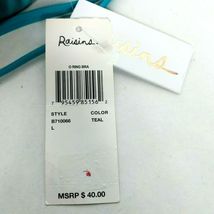 Raisins.
O RING BRA
7 95459 85156 2
STYLE COLOR
B710066 TEAL
L
MSRP $ 40.00
Raisins